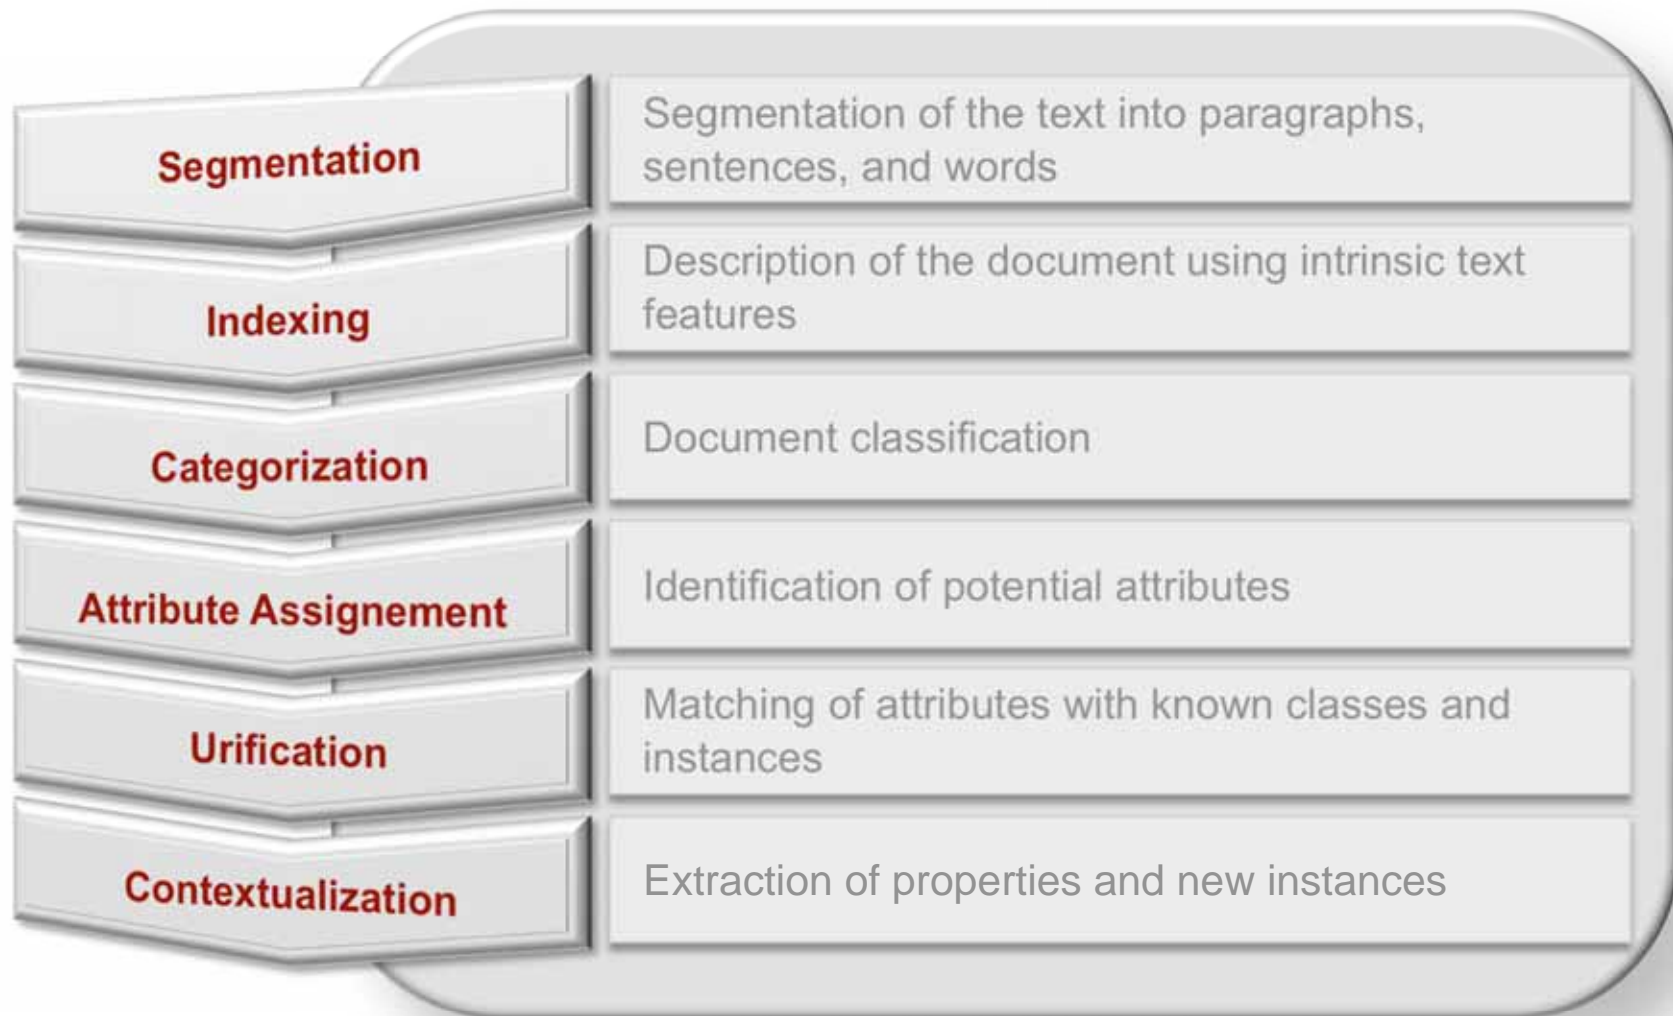 Segmentation
Segmentation of the text into paragraphs,
sentences, and words
Indexing
Description of the document using intrinsic text
features
Categorization
Document classification
Attribute Assignement
Identification of potential attributes
Urification
Matching of attributes with known classes and
instances
Contextualization
Extraction of properties and new instances